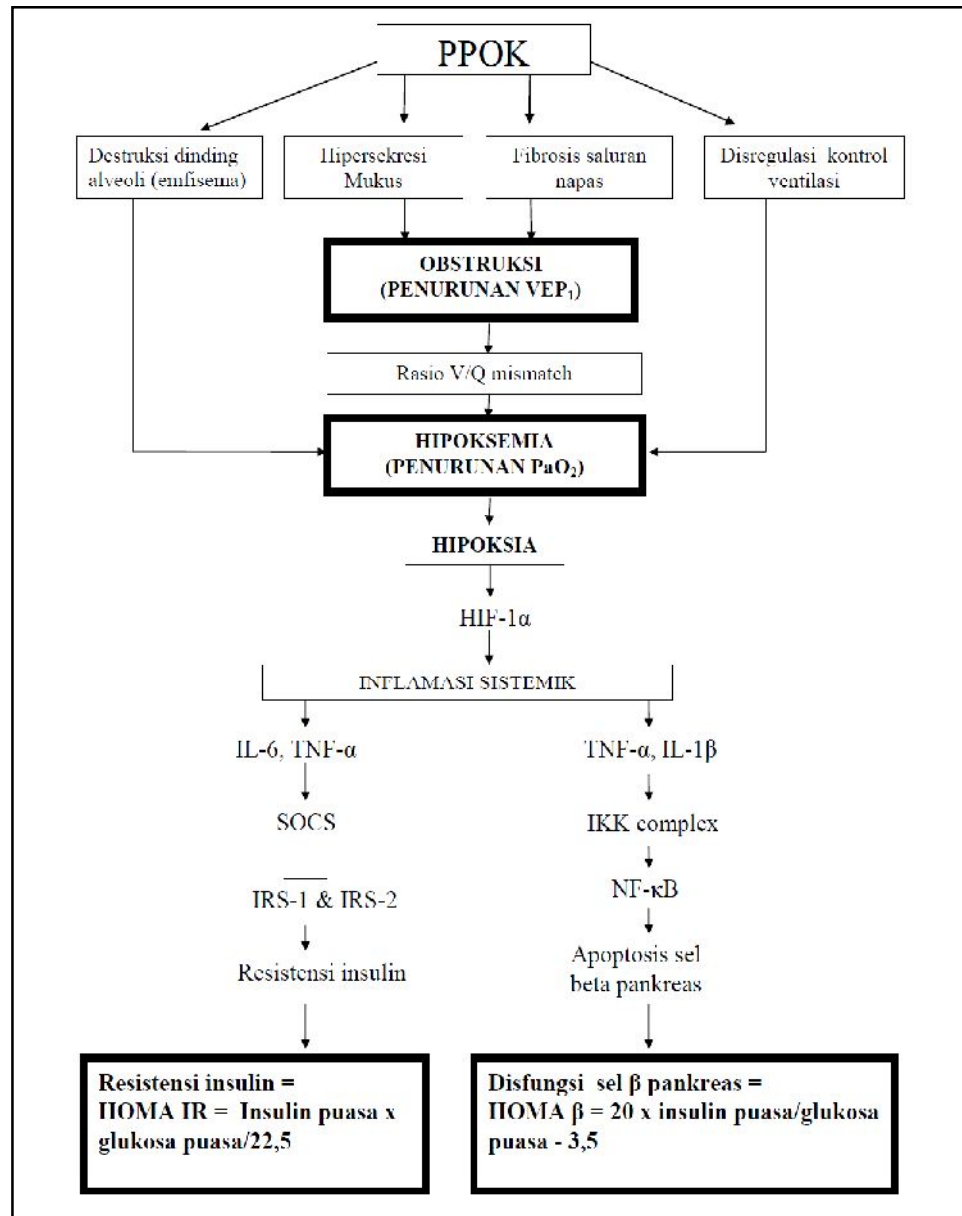 PPOK
Destruksi dinding
alveoli (emfisema)
Hipersekresi
Mukus
Fibrosis saluran
napas
Disregulasi kontrol
ventilasi
OBSTRUKSI
(PENURUNAN VEP₁)
Rasio V/Q mismatch
HIPOKSEMIA
(PENURUNAN PaO₂)
HIPOKSIA
HIF-1α
INFLAMASI SISTEMIK
IL-6, TNF-α
TNF-α, IL-1β
SOCS
IKK complex
IRS-1 & IRS-2
NF-κB
Resistensi insulin
Apoptosis sel
beta pankreas
Resistensi insulin =
HOMA IR = Insulin puasa x
glukosa puasa/22,5
Disfungsi sel β pankreas =
HOMA β = 20 x insulin puasa/glukosa
puasa - 3,5